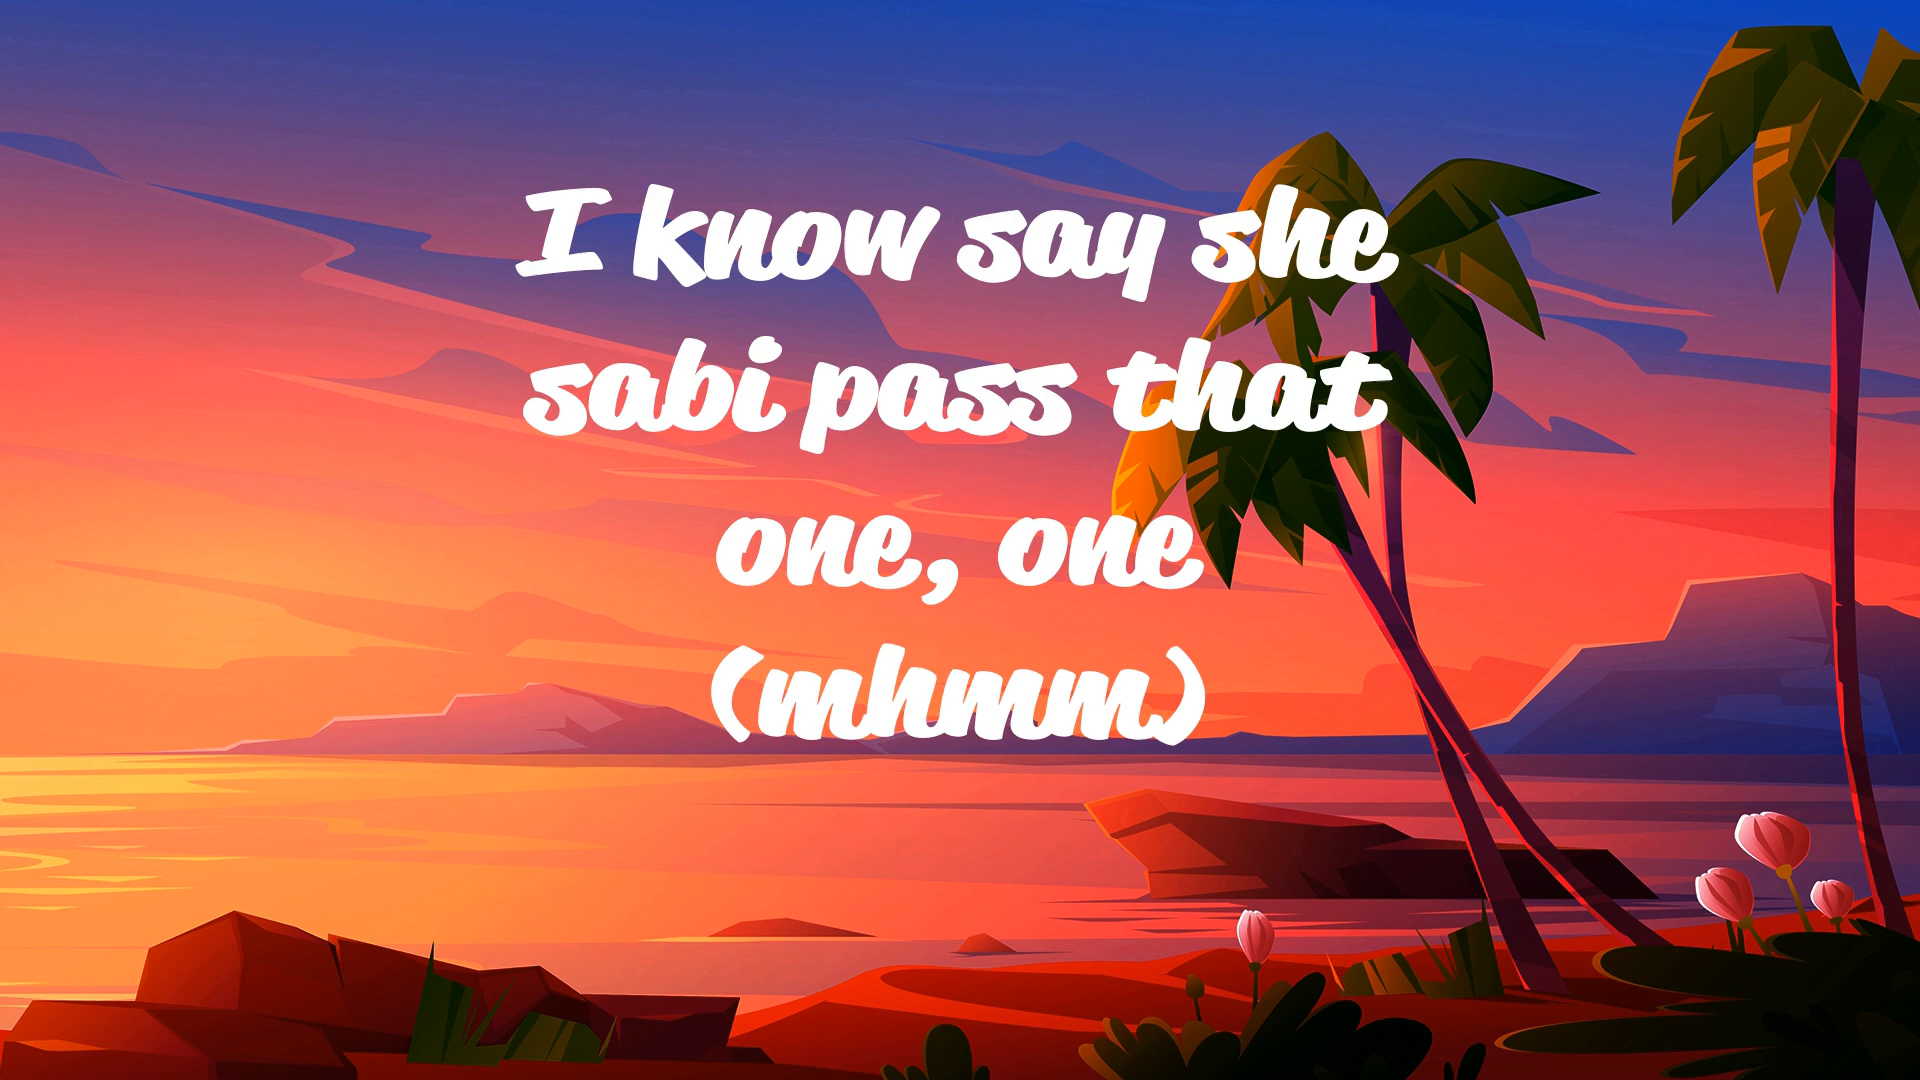 I know say she
sabi pass that
one, one
(mhmm)